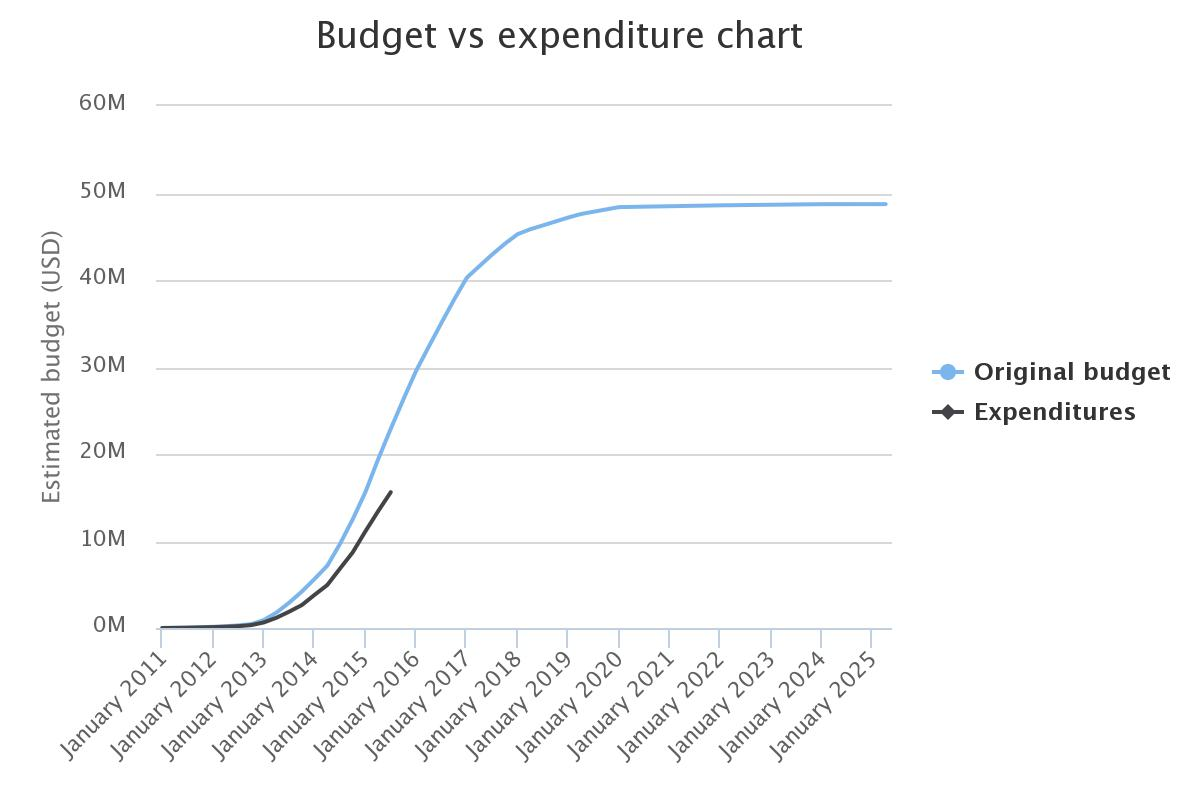 Budget vs expenditure chart
60M
50M
40M
30M
20M
10M
0M
Estimated budget (USD)
January 2011
January 2012
January 2013
January 2014
January 2015
January 2016
January 2017
January 2018
January 2019
January 2020
January 2021
January 2022
January 2023
January 2024
January 2025
Original budget
Expenditures